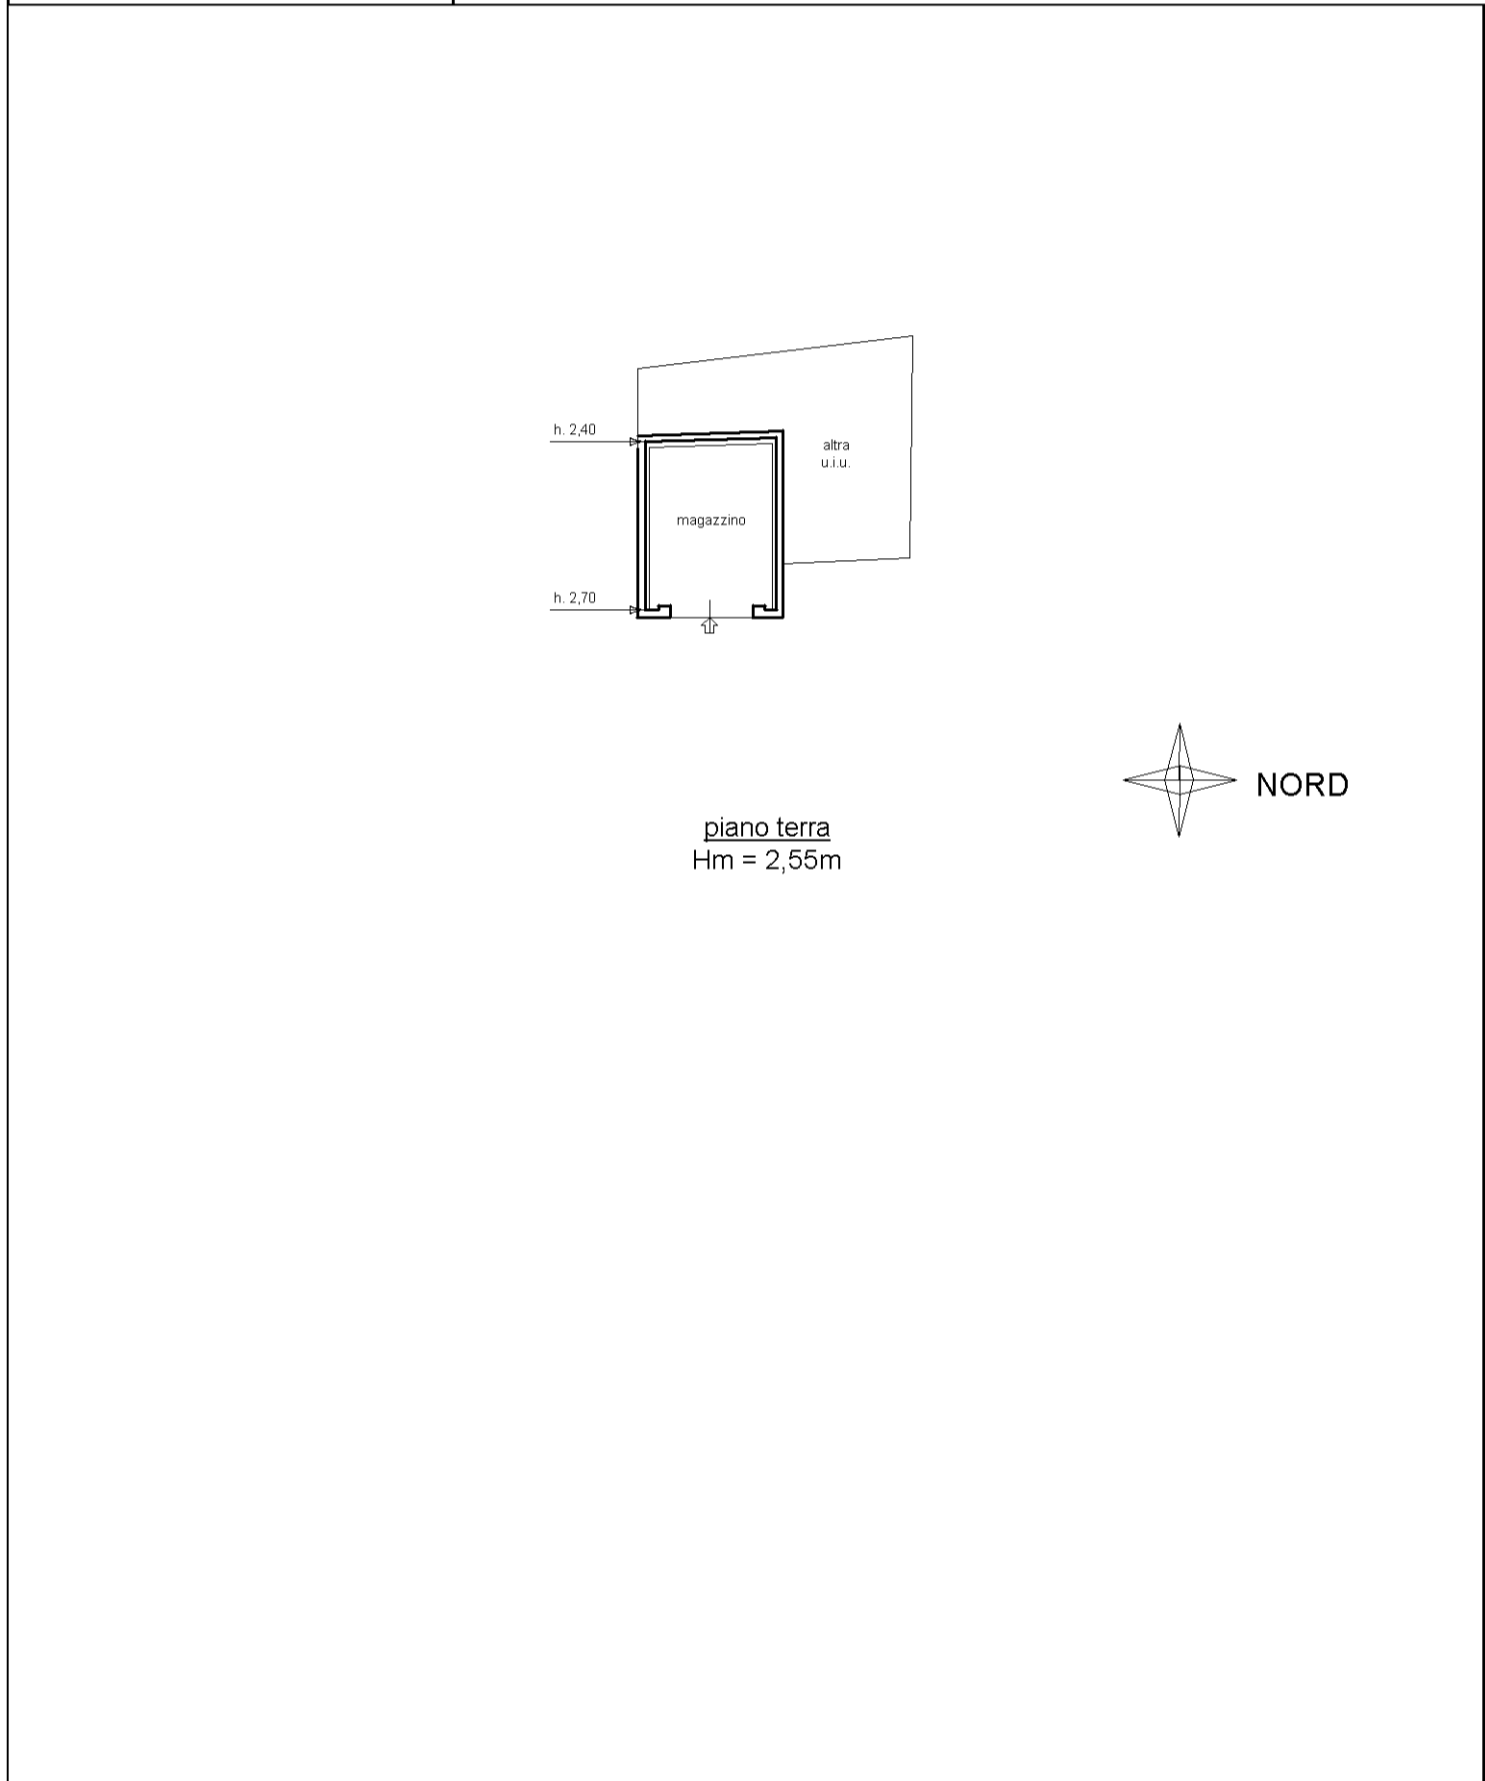 h. 2,40
altra
u.i.u.
magazzino
h. 2,70
NORD
piano terra
Hm = 2,55m